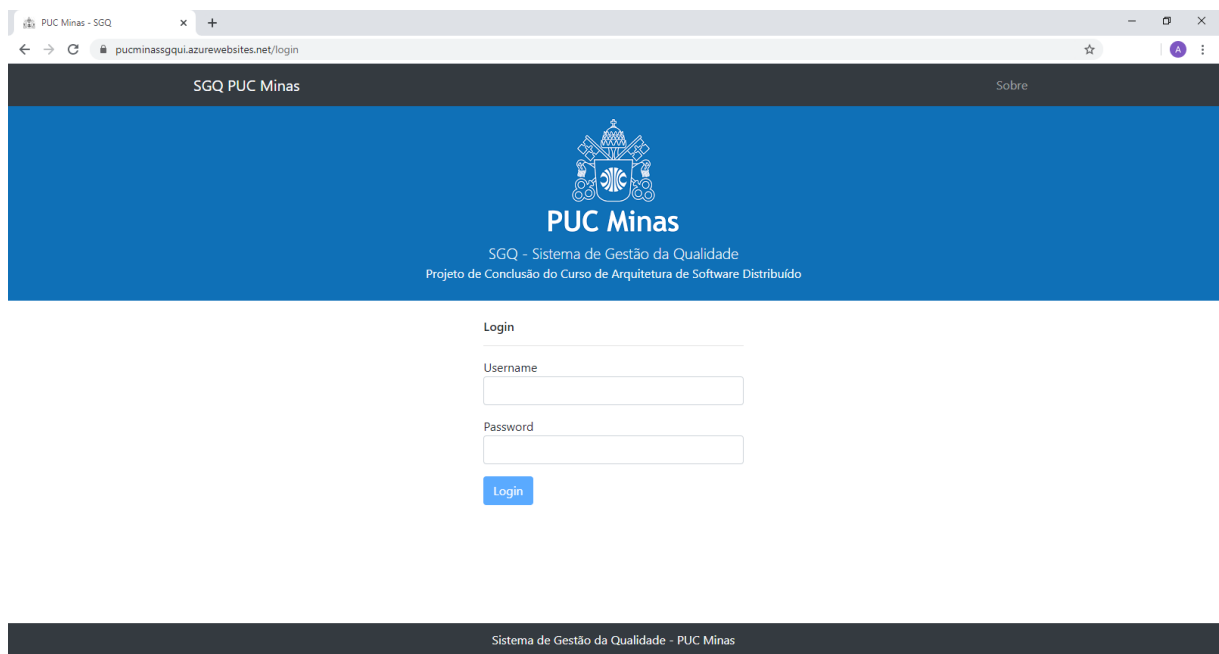 PUC Minas - SGQ
pucminassgqui.azurewebsites.net/login
A
SGQ PUC Minas
Sobre
PUC Minas
SGQ - Sistema de Gestão da Qualidade
Projeto de Conclusão do Curso de Arquitetura de Software Distribuído
Login
Username
Password
Login
Sistema de Gestão da Qualidade - PUC Minas